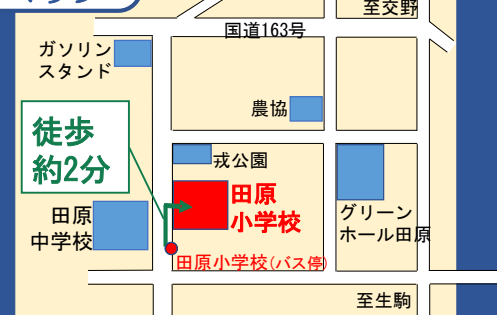 至交野
国道163号
ガソリン
スタンド
農協
徒歩
約2分
戎公園
田原
小学校
田原
中学校
グリーン
ホール田原
田原小学校(バス停)
至生駒